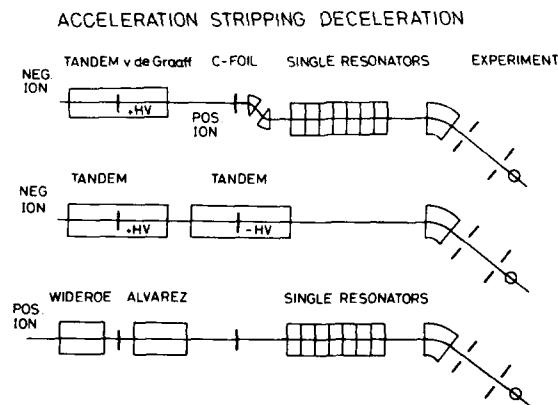 ACCELERATION STRIPPING DECELERATION
TANDEM v de Graaff C-FOIL SINGLE RESONATORS EXPERIMENT
NEG.
ION
+HV
POS
ION
TANDEM TANDEM
NEG
ION
+HV -HV
WIDEROE ALVAREZ SINGLE RESONATORS
POS.
ION